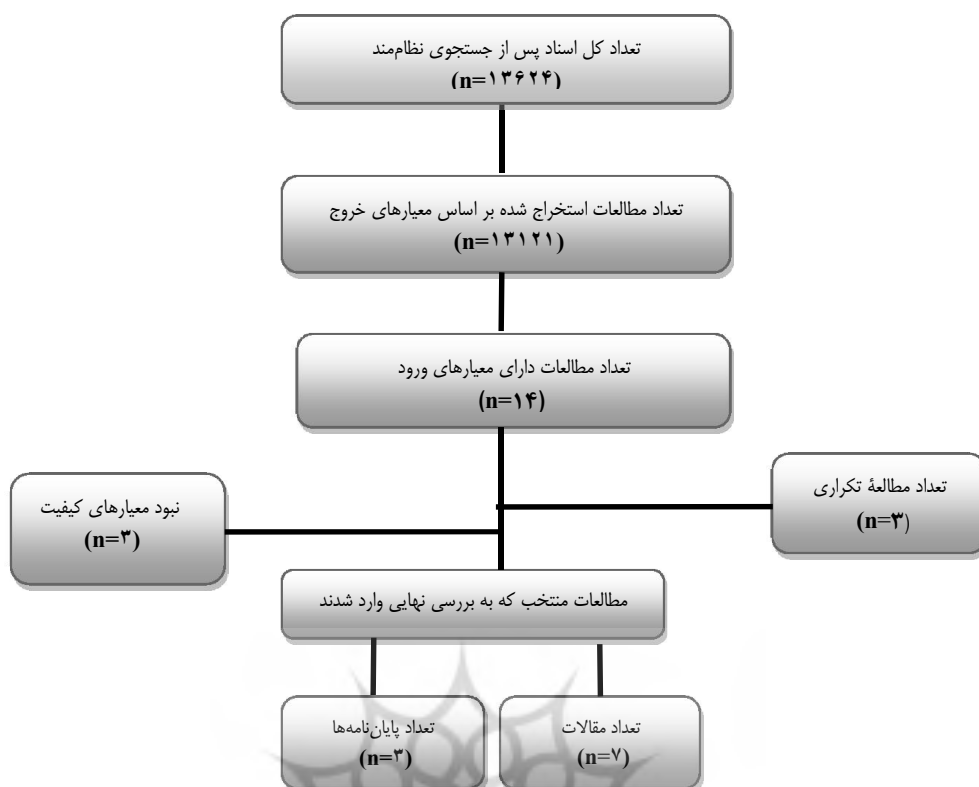 تعداد کل اسناد پس از جستجوی نظام‌مند
(n=۱۳۶۲۴)
تعداد مطالعات استخراج شده بر اساس معیارهای خروج
(n=۱۳۱۲۱)
تعداد مطالعات دارای معیارهای ورود
(n=۱۴)
تعداد مطالعهٔ تکراری
(n=۳)
نبود معیارهای کیفیت
(n=۳)
مطالعات منتخب که به بررسی نهایی وارد شدند
تعداد مقالات
(n=۷)
تعداد پایان‌نامه‌ها
(n=۳)